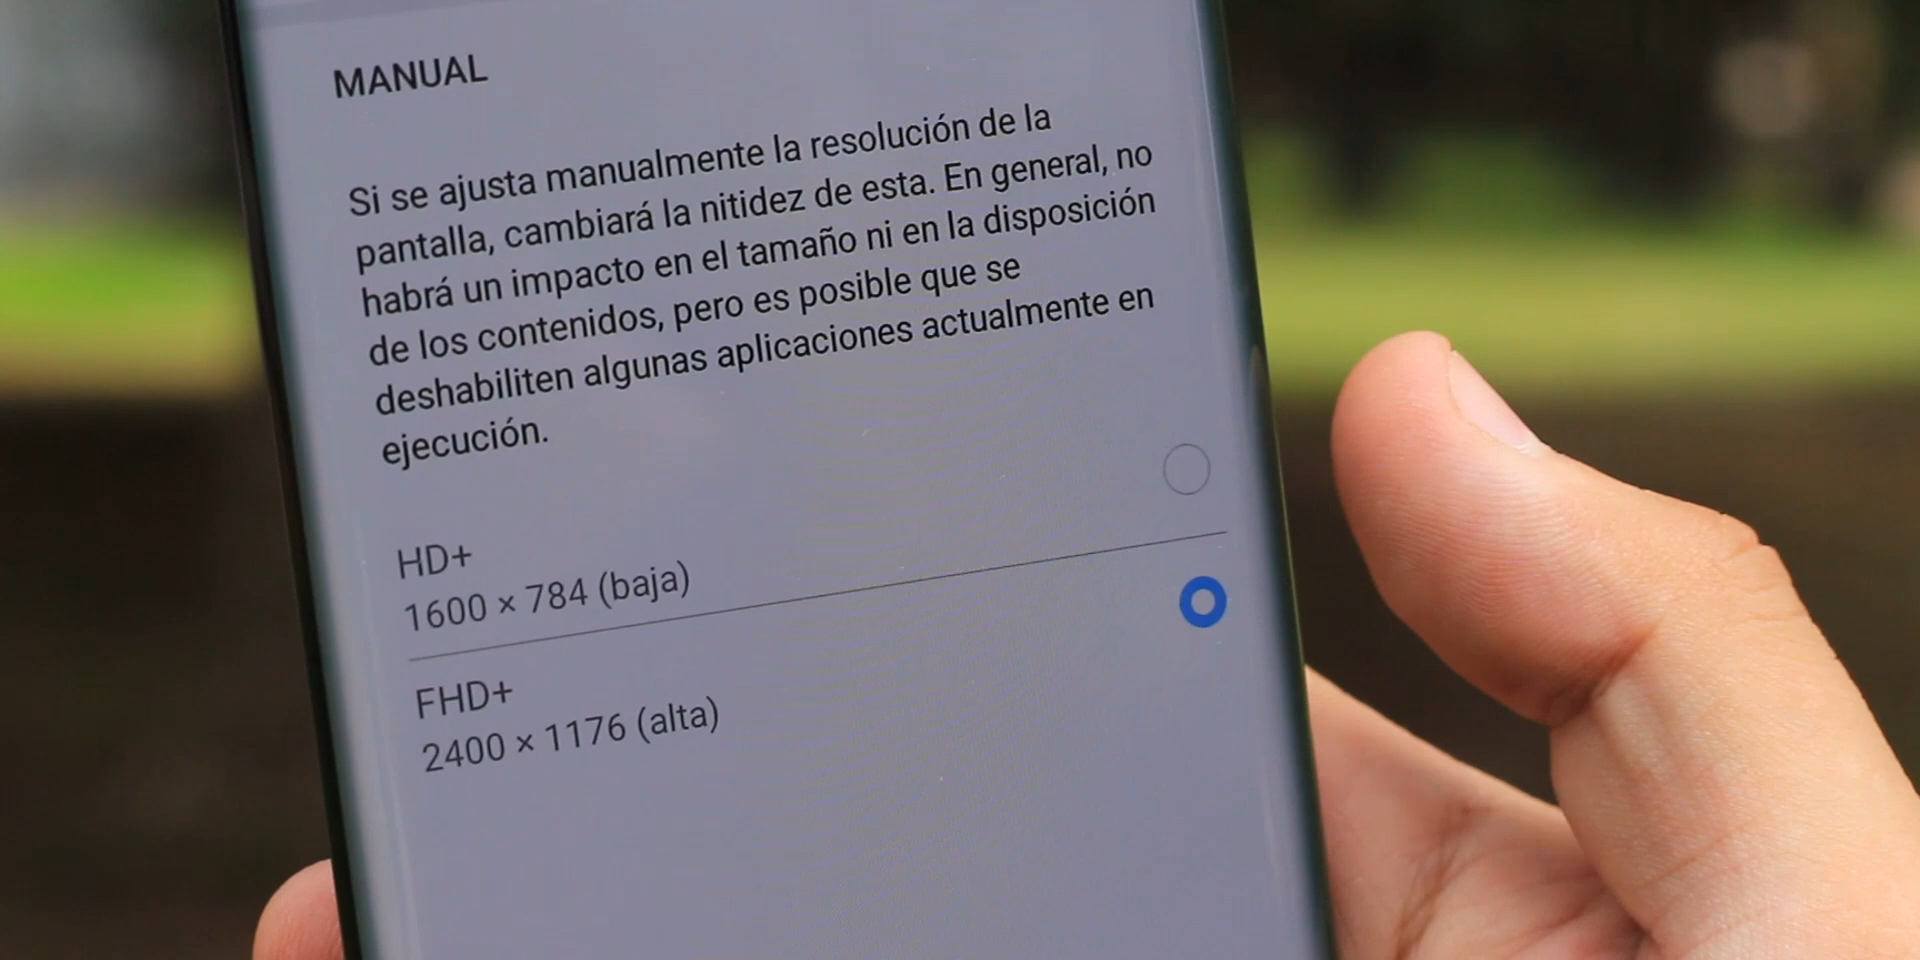 MANUAL
Si se ajusta manualmente la resolución de la
pantalla, cambiará la nitidez de esta. En general, no
habrá un impacto en el tamaño ni en la disposición
de los contenidos, pero es posible que se
deshabiliten algunas aplicaciones actualmente en
ejecución.
HD+
1600 × 784 (baja)
FHD+
2400 × 1176 (alta)